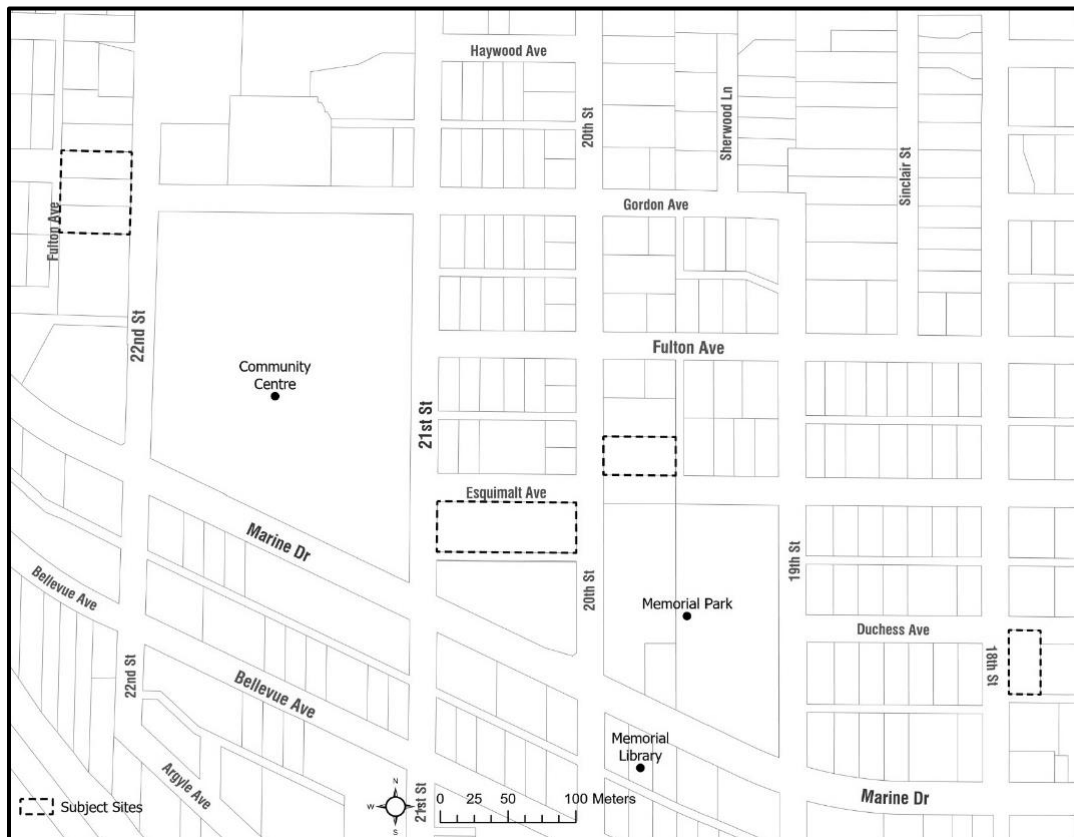 Haywood Ave
20th St
Sherwood Ln
Sinclair St
Gordon Ave
Fulton Ave
22nd St
Community
Centre
Fulton Ave
21st St
Esquimalt Ave
Marine Dr
19th St
20th St
Memorial Park
Bellevue Ave
Duchess Ave
18th St
22nd St
Bellevue Ave
Memorial
Library
Argyle Ave
21st St
Marine Dr
Subject Sites
N
W
E
S
0 25 50 100 Meters